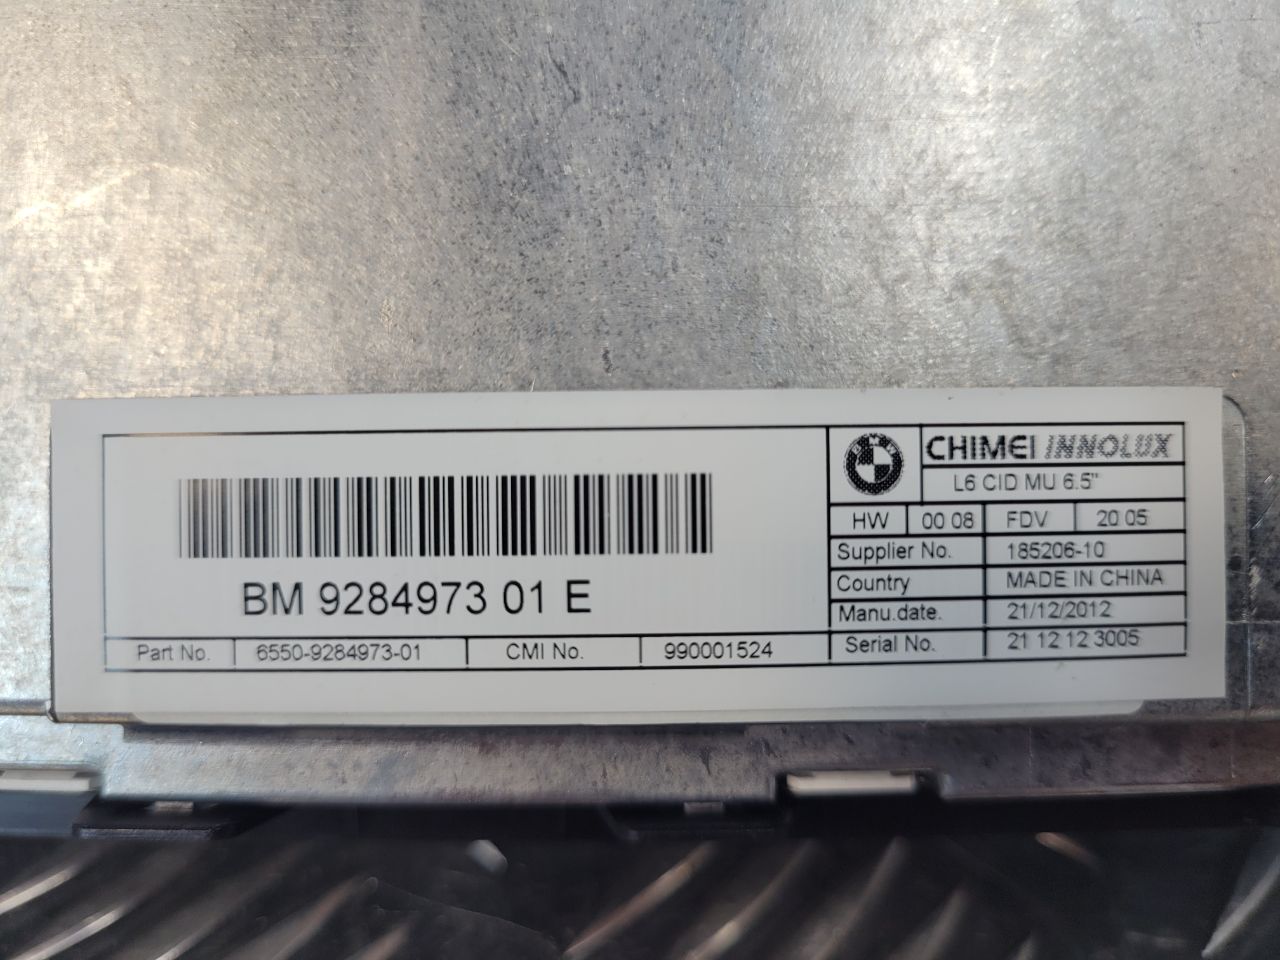 CHIMEI INNOLUX
L6 CID MU 6.5"
HW 00 08 FDV 20 05
Supplier No. 185206-10
Country MADE IN CHINA
Manu.date. 21/12/2012
Serial No. 21 12 12 3005
BM 9284973 01 E
Part No. 6550-9284973-01 CMI No. 990001524